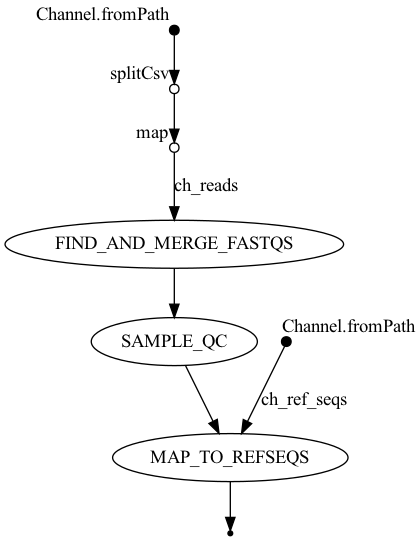 Channel.fromPath
splitCsv
map
ch_reads
FIND_AND_MERGE_FASTQS
SAMPLE_QC
Channel.fromPath
ch_ref_seqs
MAP_TO_REFSEQS